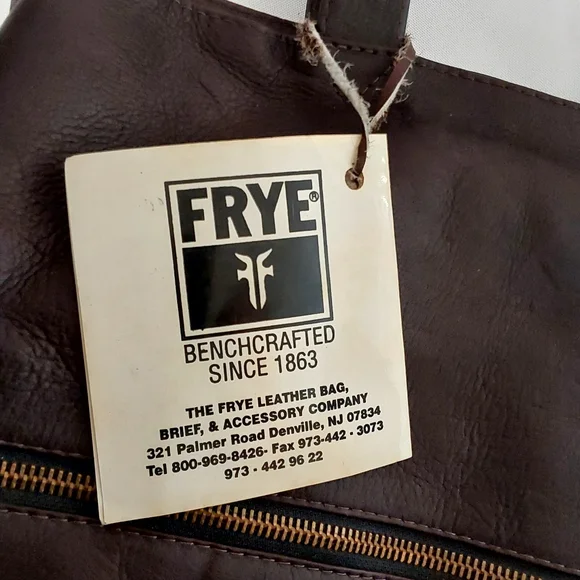 FRYE®
BENCHCRAFTED
SINCE 1863
THE FRYE LEATHER BAG,
BRIEF, & ACCESSORY COMPANY
321 Palmer Road Denville, NJ 07834
Tel 800-969-8426- Fax 973-442 - 3073
973 - 442 96 22